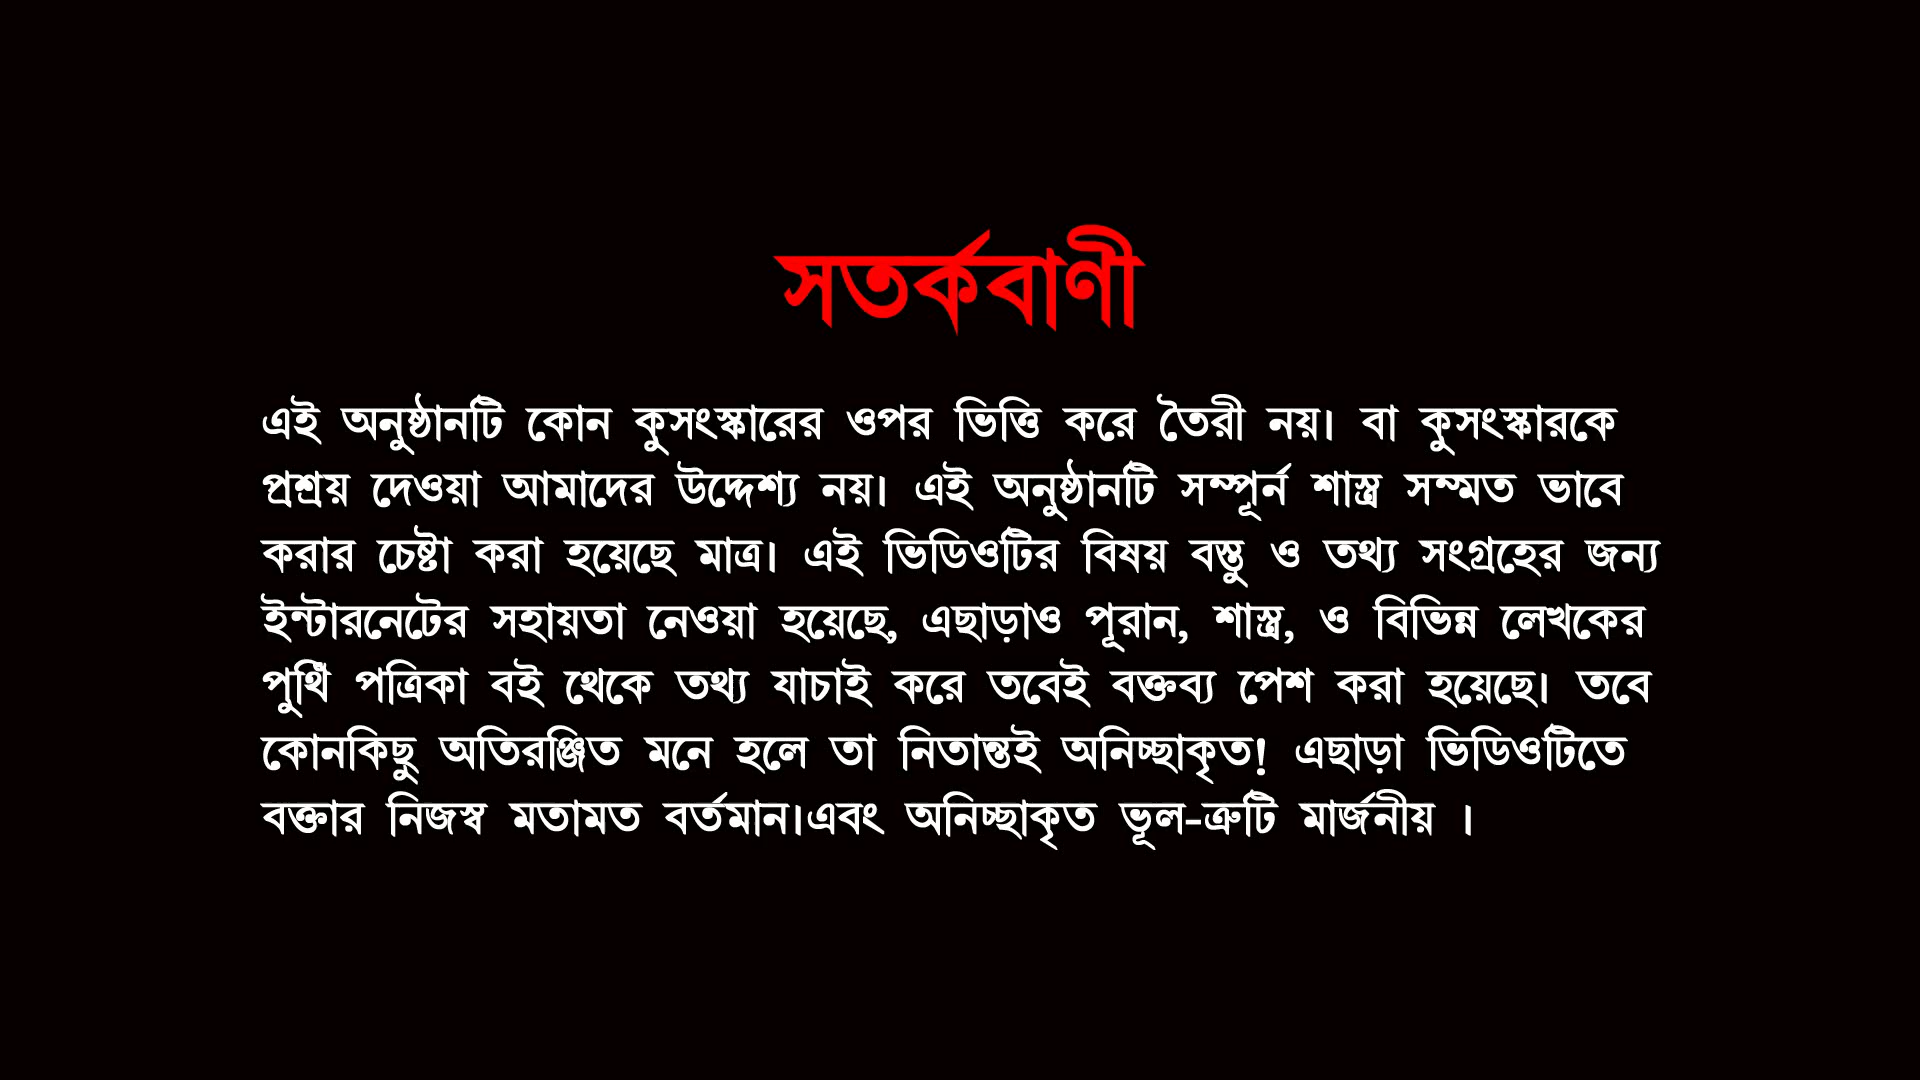 সতর্কবাণী
এই অনুষ্ঠানটি কোন কুসংস্কারের ওপর ভিত্তি করে তৈরী নয়। বা কুসংস্কারকে
প্রশ্রয় দেওয়া আমাদের উদ্দেশ্য নয়। এই অনুষ্ঠানটি সম্পূর্ন শাস্ত্র সম্মত ভাবে
করার চেষ্টা করা হয়েছে মাত্র। এই ভিডিওটির বিষয় বস্তু ও তথ্য সংগ্রহের জন্য
ইন্টারনেটের সহায়তা নেওয়া হয়েছে, এছাড়াও পূরান, শাস্ত্র, ও বিভিন্ন লেখকের
পুথিঁ পত্রিকা বই থেকে তথ্য যাচাই করে তবেই বক্তব্য পেশ করা হয়েছে। তবে
কোনকিছু অতিরঞ্জিত মনে হলে তা নিতান্তই অনিচ্ছাকৃত! এছাড়া ভিডিওটিতে
বক্তার নিজস্ব মতামত বর্তমান।এবং অনিচ্ছাকৃত ভূল-ত্রুটি মার্জনীয় ।